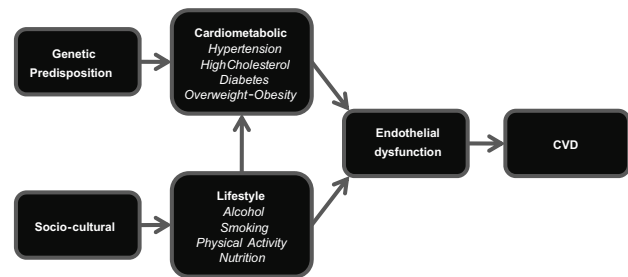 Genetic
Predisposition
Cardiometabolic
Hypertension
HighCholesterol
Diabetes
Overweight-Obesity
Endothelial
dysfunction
CVD
Socio-cultural
Lifestyle
Alcohol
Smoking
Physical Activity
Nutrition